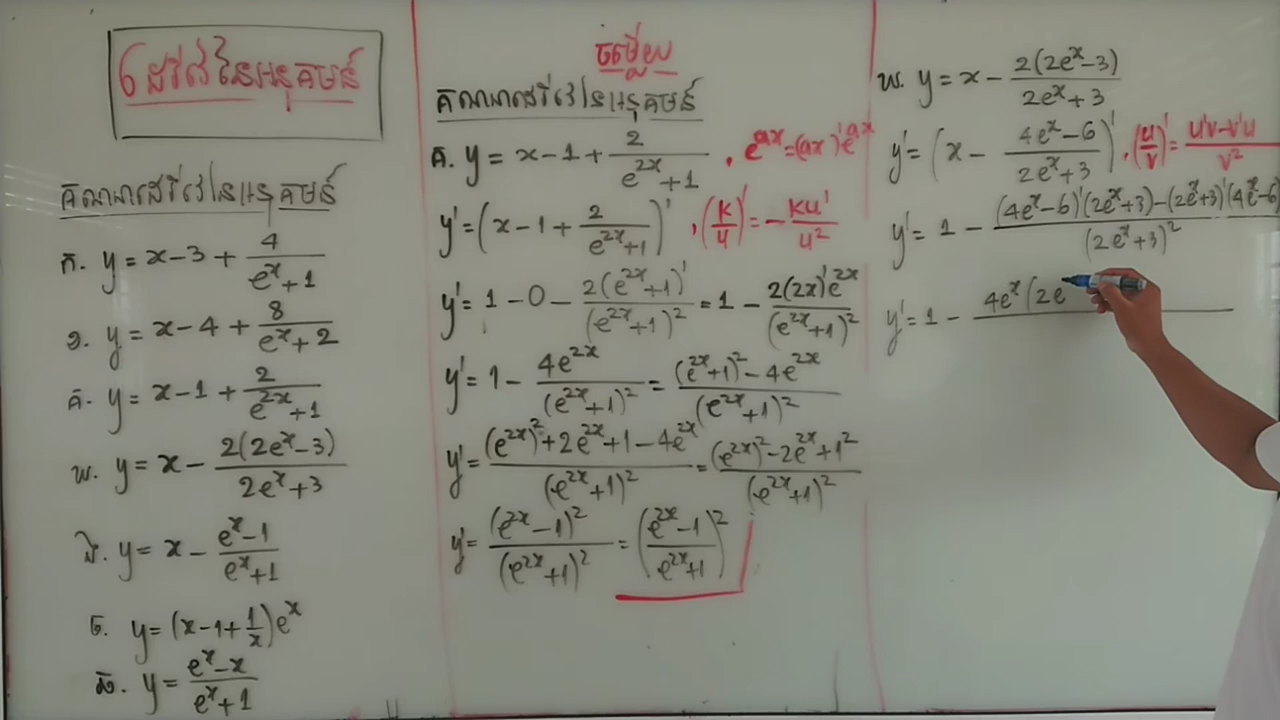 6 ដេរីវេនៃអនុគមន៍
គណនាដេរីវេនៃអនុគមន៍
ក. y = x-3 + 4/(eˣ+1)
ខ. y = x-4 + 8/(eˣ+2)
គ. y = x-1 + 2/(e²ˣ+1)
ឃ. y = x - 2(2eˣ-3)/(2eˣ+3)
ង. y = x - (eˣ-1)/(eˣ+1)
ច. y = (x-1+1/x)eˣ
ឆ. y = (eˣ-x)/(eˣ+1)
ចម្លើយ
គណនាដេរីវេនៃអនុគមន៍
គ. y = x-1 + 2/(e²ˣ+1) , eᵃˣ=(ax)'eᵃˣ
y' = (x-1+2/(e²ˣ+1))' , (k/u)' = -ku'/u²
y' = 1-0- 2(e²ˣ+1)'/(e²ˣ+1)² = 1 - 2(2x)'e²ˣ/(e²ˣ+1)²
y' = 1 - 4e²ˣ/(e²ˣ+1)² = ((e²ˣ+1)²-4e²ˣ)/(e²ˣ+1)²
y' = ((e²ˣ)²+2e²ˣ+1-4e²ˣ)/(e²ˣ+1)² = ((e²ˣ)²-2e²ˣ+1²)/(e²ˣ+1)²
y' = (e²ˣ-1)²/(e²ˣ+1)² = ((e²ˣ-1)/(e²ˣ+1))²
ឃ. y = x - 2(2eˣ-3)/(2eˣ+3)
y' = (x - (4eˣ-6)/(2eˣ+3))' , (u/v)' = (u'v-v'u)/v²
y' = 1 - ((4eˣ-6)'(2eˣ+3)-(2eˣ+3)'(4eˣ-6)/(2eˣ+3)²
y' = 1 - 4eˣ(2e